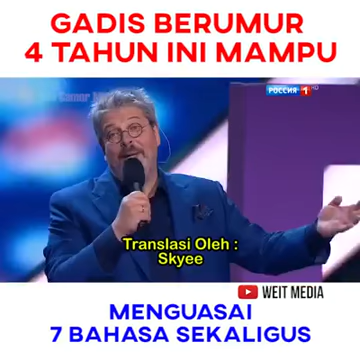 GADIS BERUMUR
4 TAHUN INI MAMPU
РОССИЯ 1 HD
Translasi Oleh :
Skyee
WEIT MEDIA
MENGUASAI
7 BAHASA SEKALIGUS